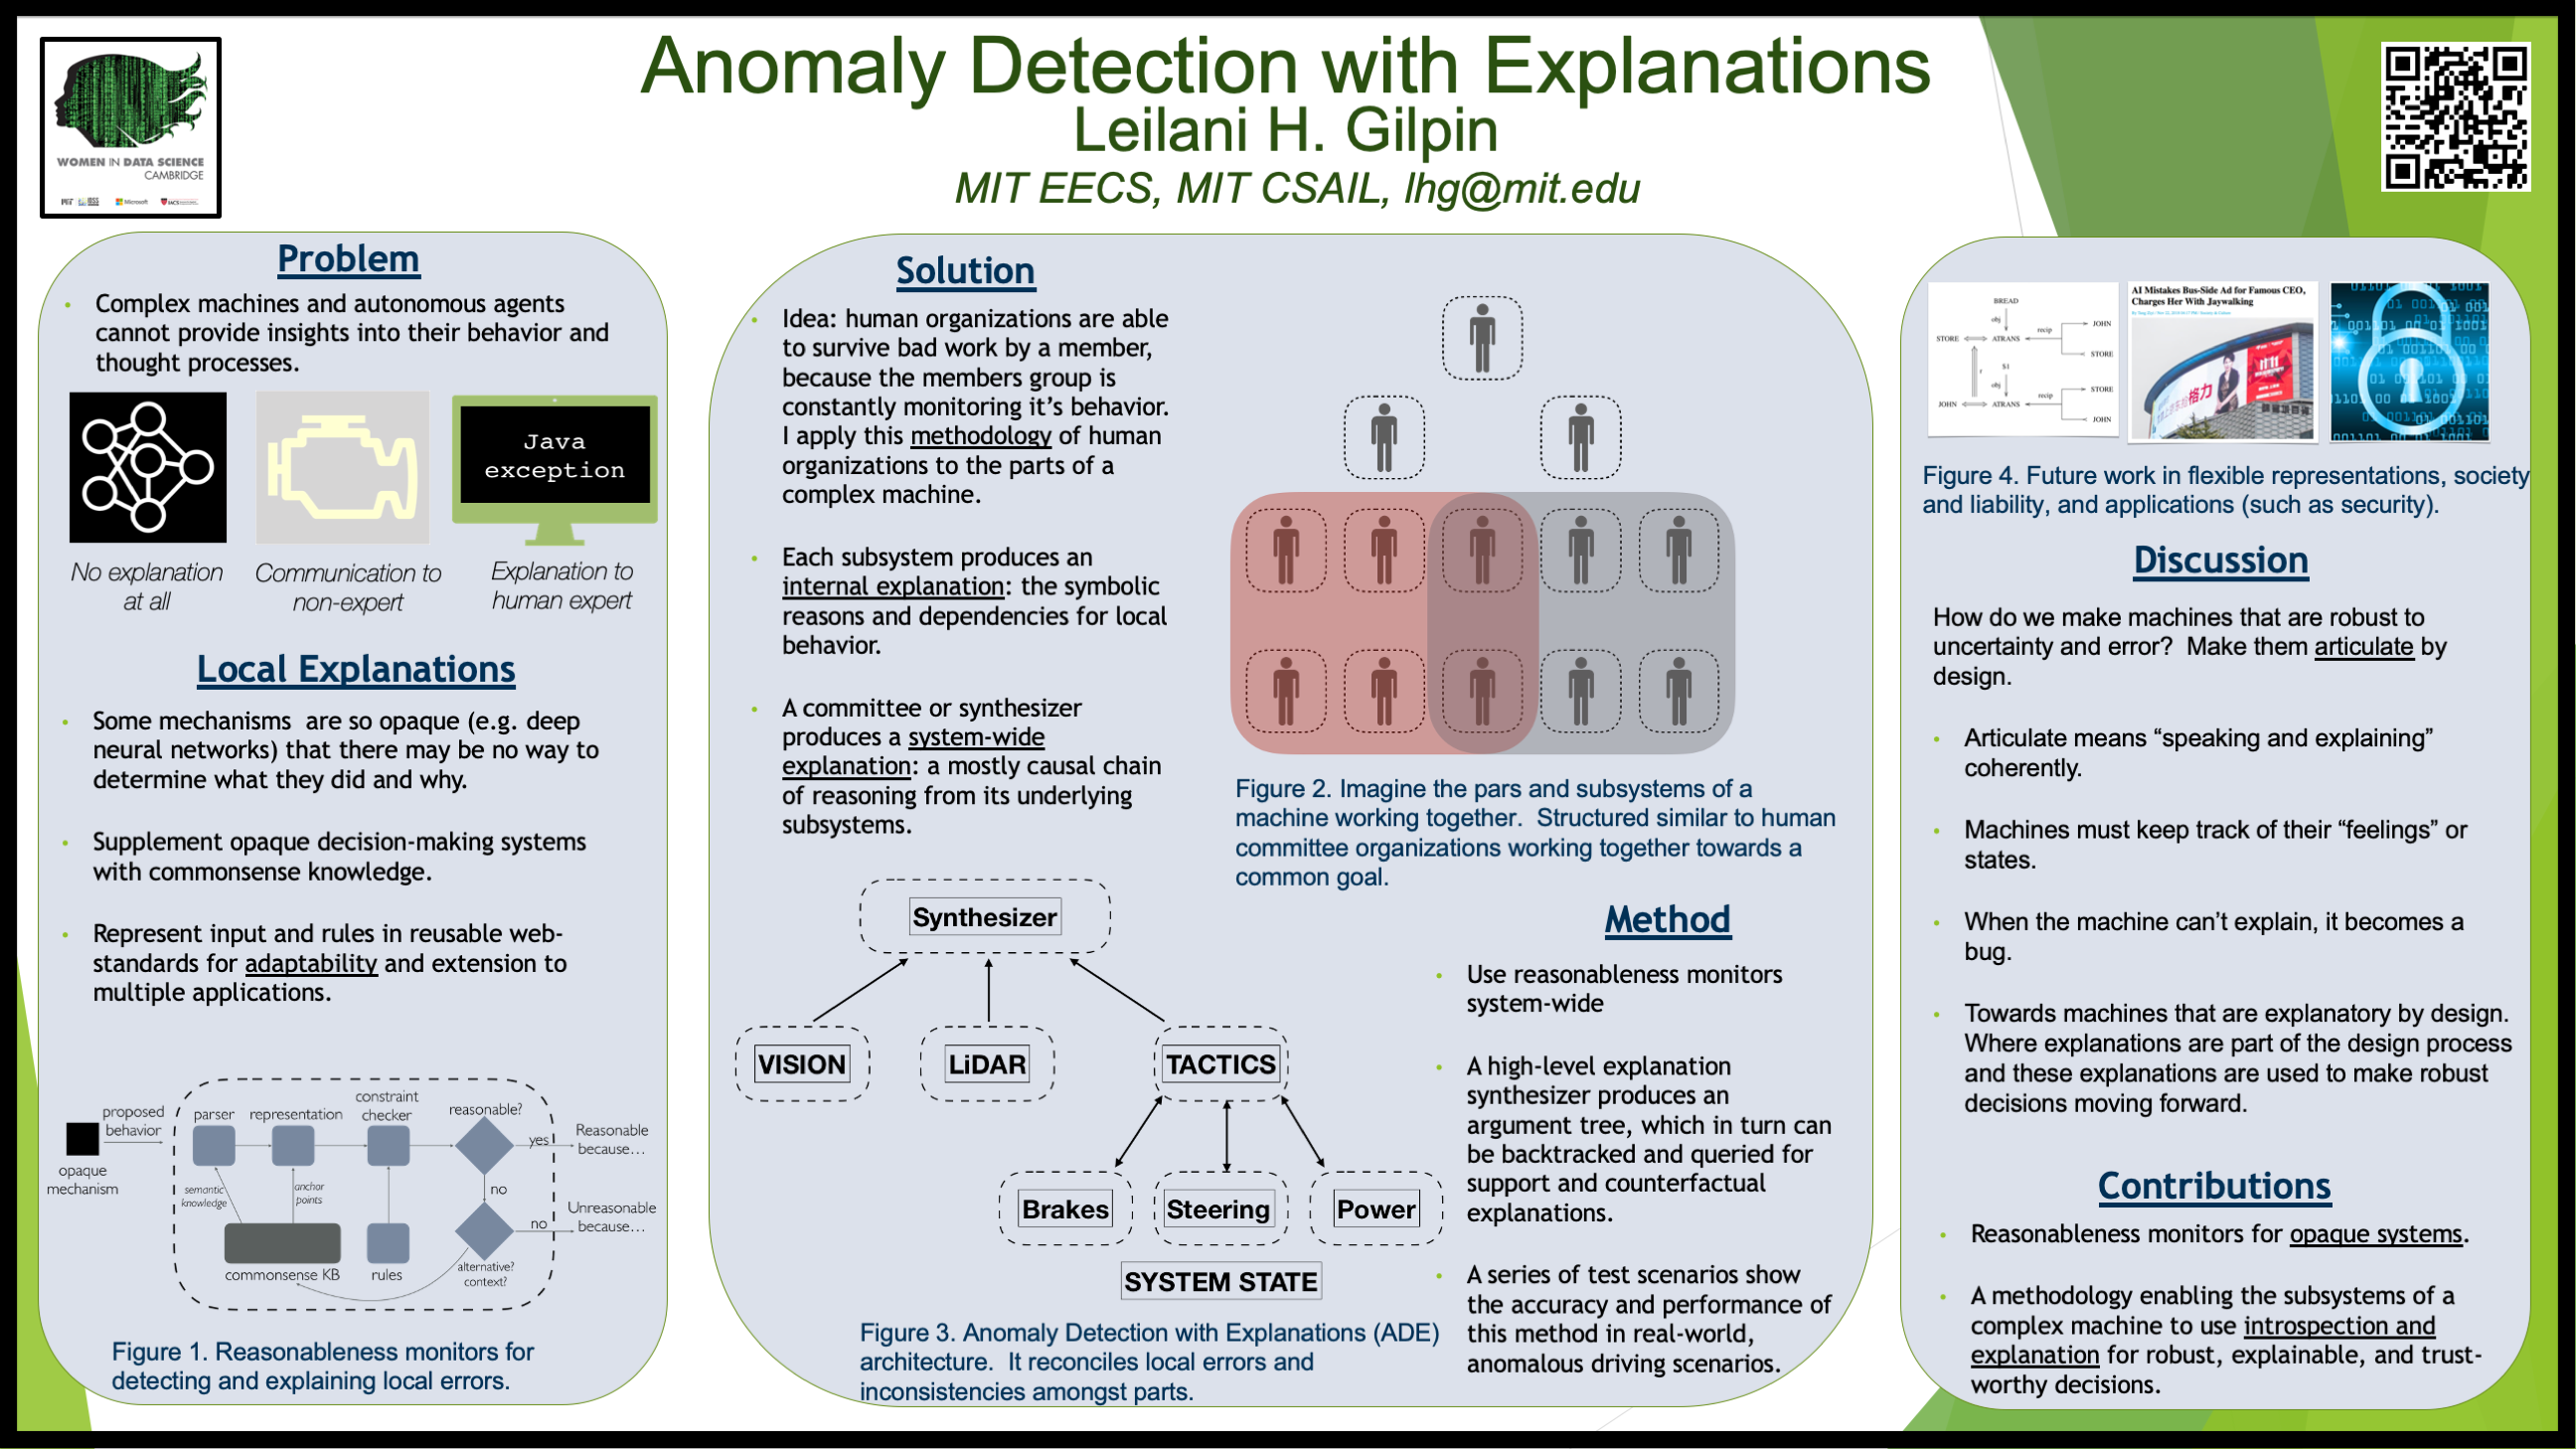 Anomaly Detection with Explanations
Leilani H. Gilpin
MIT EECS, MIT CSAIL, lhg@mit.edu
WOMEN IN DATA SCIENCE
CAMBRIDGE
Microsoft
Problem
• Complex machines and autonomous agents
cannot provide insights into their behavior and
thought processes.
Java
exception
No explanation
at all
Communication to
non-expert
Explanation to
human expert
Local Explanations
• Some mechanisms are so opaque (e.g. deep
neural networks) that there may be no way to
determine what they did and why.
• Supplement opaque decision-making systems
with commonsense knowledge.
• Represent input and rules in reusable web-
standards for adaptability and extension to
multiple applications.
proposed
behavior
opaque
mechanism
parser
representation
constraint
checker
reasonable?
yes
Reasonable
because...
semantic
knowledge
anchor
points
no
no
Unreasonable
because...
commonsense KB
rules
alternative?
context?
Figure 1. Reasonableness monitors for
detecting and explaining local errors.
Solution
• Idea: human organizations are able
to survive bad work by a member,
because the members group is
constantly monitoring it's behavior.
I apply this methodology of human
organizations to the parts of a
complex machine.
• Each subsystem produces an
internal explanation: the symbolic
reasons and dependencies for local
behavior.
• A committee or synthesizer
produces a system-wide
explanation: a mostly causal chain
of reasoning from its underlying
subsystems.
Figure 2. Imagine the pars and subsystems of a
machine working together. Structured similar to human
committee organizations working together towards a
common goal.
Synthesizer
VISION
LiDAR
TACTICS
Brakes
Steering
Power
SYSTEM STATE
Figure 3. Anomaly Detection with Explanations (ADE)
architecture. It reconciles local errors and
inconsistencies amongst parts.
Method
• Use reasonableness monitors
system-wide
• A high-level explanation
synthesizer produces an
argument tree, which in turn can
be backtracked and queried for
support and counterfactual
explanations.
• A series of test scenarios show
the accuracy and performance of
this method in real-world,
anomalous driving scenarios.
BREAD
obj
STORE
ATRANS
recip
JOHN
STORE
$1
obj
JOHN
ATRANS
recip
STORE
JOHN
AI Mistakes Bus-Side Ad for Famous CEO,
Charges Her With Jaywalking
格力
Figure 4. Future work in flexible representations, society
and liability, and applications (such as security).
Discussion
How do we make machines that are robust to
uncertainty and error? Make them articulate by
design.
• Articulate means “speaking and explaining”
coherently.
• Machines must keep track of their “feelings” or
states.
• When the machine can't explain, it becomes a
bug.
• Towards machines that are explanatory by design.
Where explanations are part of the design process
and these explanations are used to make robust
decisions moving forward.
Contributions
• Reasonableness monitors for opaque systems.
• A methodology enabling the subsystems of a
complex machine to use introspection and
explanation for robust, explainable, and trust-
worthy decisions.